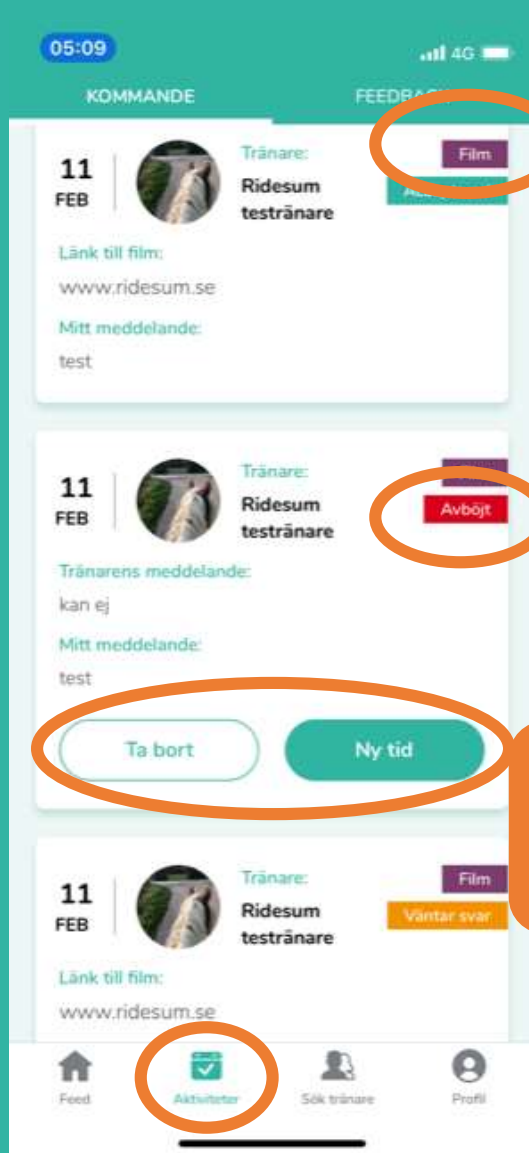 05:09
4G
KOMMANDE
11
FEB
Tränare:
Ridesum
testränare
Film
Länk till film:
www.ridesum.se
Mitt meddelande:
test
11
FEB
Tränare:
Ridesum
testränare
Avböjt
Tränarens meddelande:
kan ej
Mitt meddelande:
test
Ta bort
Ny tid
11
FEB
Tränare:
Ridesum
testränare
Film
Väntar svar
Länk till film:
www.ridesum.se
Feed
Aktiviteter
Sök tränare
Profil